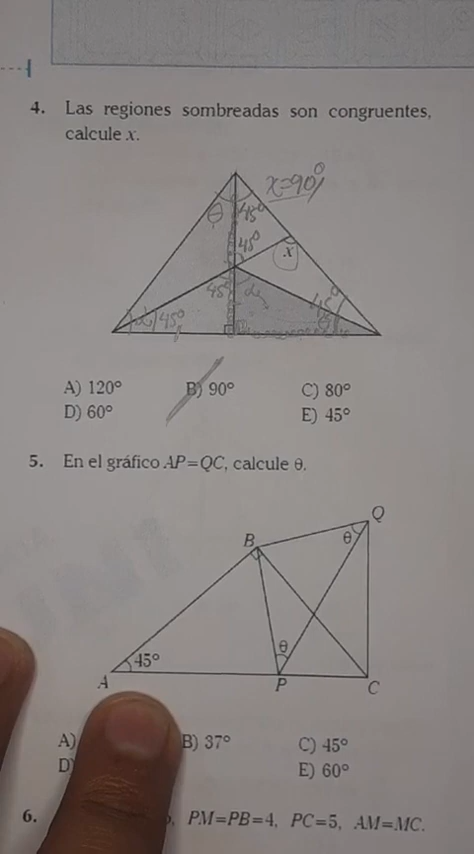 4. Las regiones sombreadas son congruentes,
calcule x.
x=90°
θ 45°
45°
x
45° α
α 45°
45°
θ
A) 120° B) 90° C) 80°
D) 60° E) 45°
5. En el gráfico AP=QC, calcule θ.
Q
B θ
θ
45°
A P C
A) B) 37° C) 45°
D) E) 60°
6. PM=PB=4, PC=5, AM=MC.